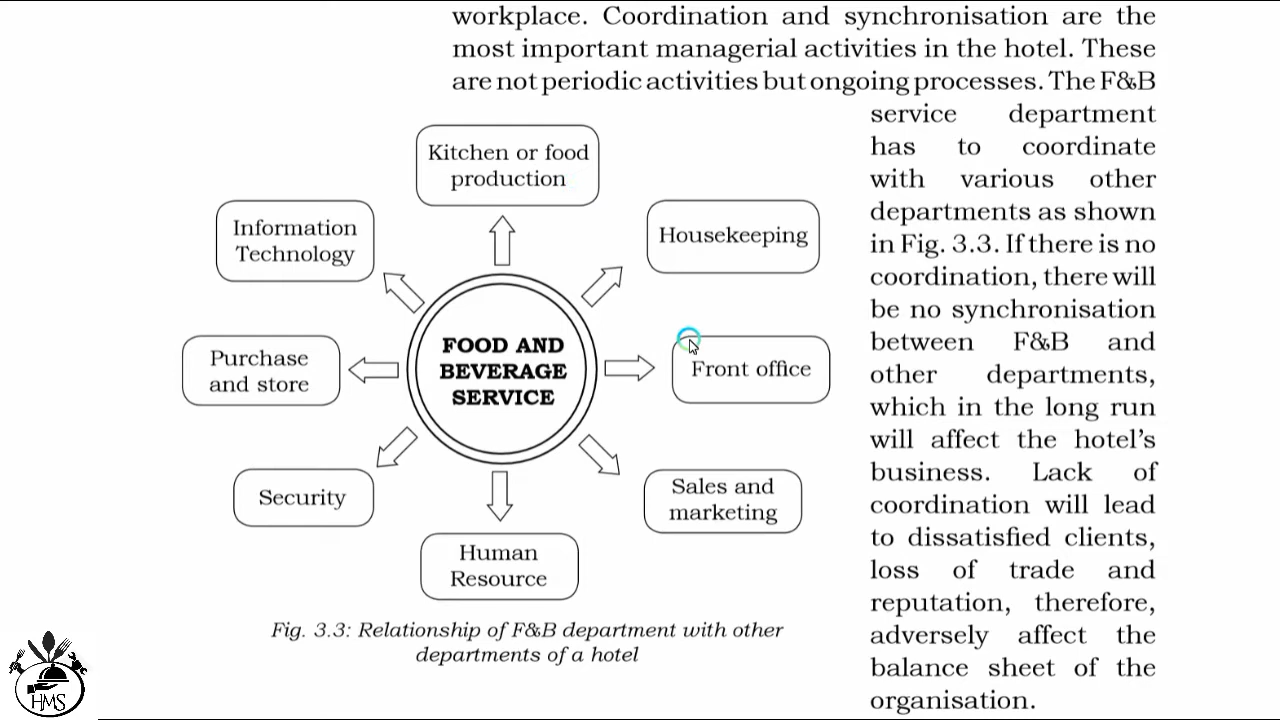 workplace. Coordination and synchronisation are the
most important managerial activities in the hotel. These
are not periodic activities but ongoing processes. The F&B
service department
has to coordinate
with various other
departments as shown
in Fig. 3.3. If there is no
coordination, there will
be no synchronisation
between F&B and
other departments,
which in the long run
will affect the hotel's
business. Lack of
coordination will lead
to dissatisfied clients,
loss of trade and
reputation, therefore,
adversely affect the
balance sheet of the
organisation.
Kitchen or food
production
Information
Technology
Housekeeping
FOOD AND
BEVERAGE
SERVICE
Purchase
and store
Front office
Security
Sales and
marketing
Human
Resource
Fig. 3.3: Relationship of F&B department with other
departments of a hotel
HMS